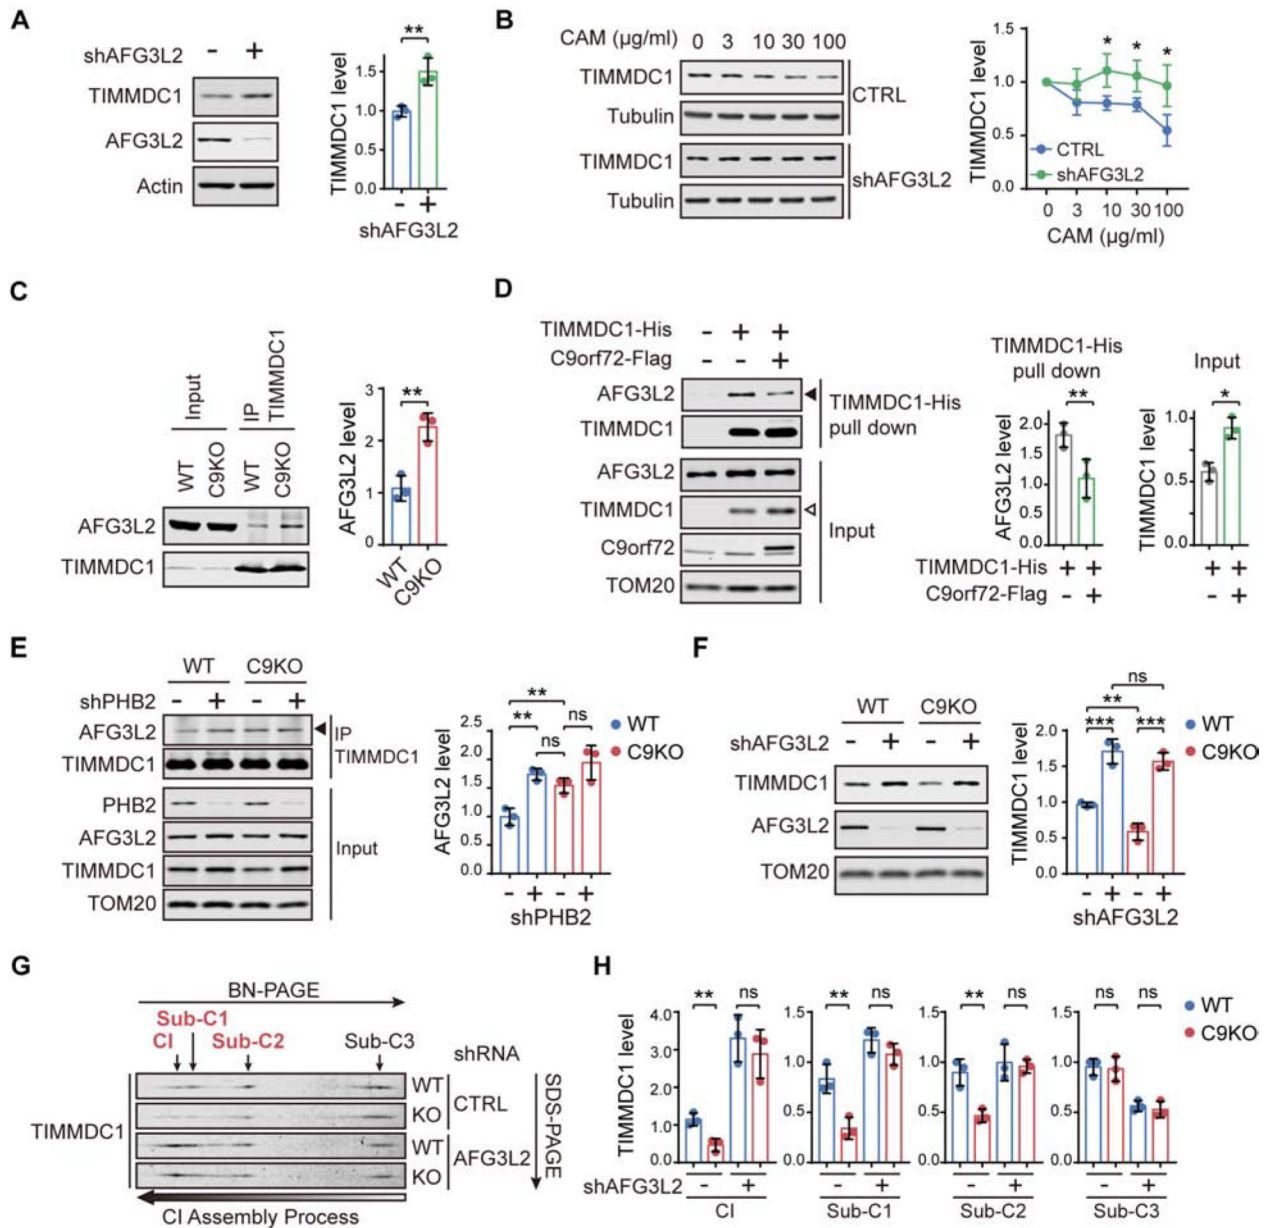 A
shAFG3L2 - +
TIMMDC1
AFG3L2
Actin
**
TIMMDC1 level
1.5
1.0
0.5
0.0
- +
shAFG3L2
B
CAM (µg/ml) 0 3 10 30 100
TIMMDC1
Tubulin
CTRL
TIMMDC1
Tubulin
shAFG3L2
* * *
TIMMDC1 level
1.5
1.0
0.5
0.0
CTRL
shAFG3L2
0 3 10 30 100
CAM (µg/ml)
C
Input
IP TIMMDC1
WT C9KO WT C9KO
AFG3L2
TIMMDC1
**
AFG3L2 level
3
2
1
0
WT C9KO
D
TIMMDC1-His - + +
C9orf72-Flag - - +
AFG3L2
TIMMDC1
TIMMDC1-His
pull down
AFG3L2
TIMMDC1
C9orf72
TOM20
Input
TIMMDC1-His
pull down
**
AFG3L2 level
2.0
1.5
1.0
0.5
0.0
Input
*
TIMMDC1 level
1.0
0.5
0.0
TIMMDC1-His + + + +
C9orf72-Flag - + - +
E
WT C9KO
shPHB2 - + - +
AFG3L2
TIMMDC1
IP
TIMMDC1
PHB2
AFG3L2
TIMMDC1
TOM20
Input
**
** ns ns
AFG3L2 level
2.5
2.0
1.5
1.0
0.5
0.0
- + - +
shPHB2
WT
C9KO
F
WT C9KO
shAFG3L2 - + - +
TIMMDC1
AFG3L2
TOM20
ns
**
*** ***
TIMMDC1 level
2.0
1.5
1.0
0.5
0.0
- + - +
shAFG3L2
WT
C9KO
G
BN-PAGE
Sub-C1
CI Sub-C2 Sub-C3
shRNA
TIMMDC1
WT
KO
CTRL
WT
KO
AFG3L2
SDS-PAGE
CI Assembly Process
H
** ns ** ns ** ns ns ns
WT
C9KO
TIMMDC1 level
4.0
3.0
2.0
1.0
0.0
1.5
1.0
0.5
0.0
1.5
1.0
0.5
0.0
1.5
1.0
0.5
0.0
shAFG3L2 - + - + - + - +
CI Sub-C1 Sub-C2 Sub-C3